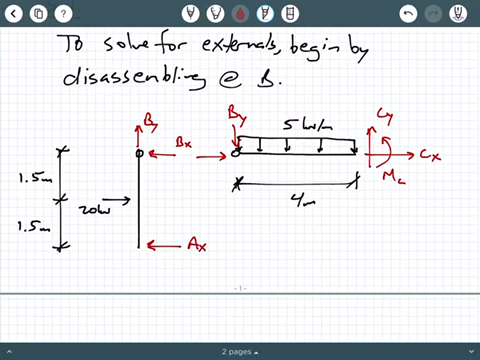 To solve for externals, begin by
disassembling @ B.
By
Bx
By
5 kN/m
Cy
Cx
Mc
1.5m
20kN
4m
1.5m
Ax
- 1 -
2 pages